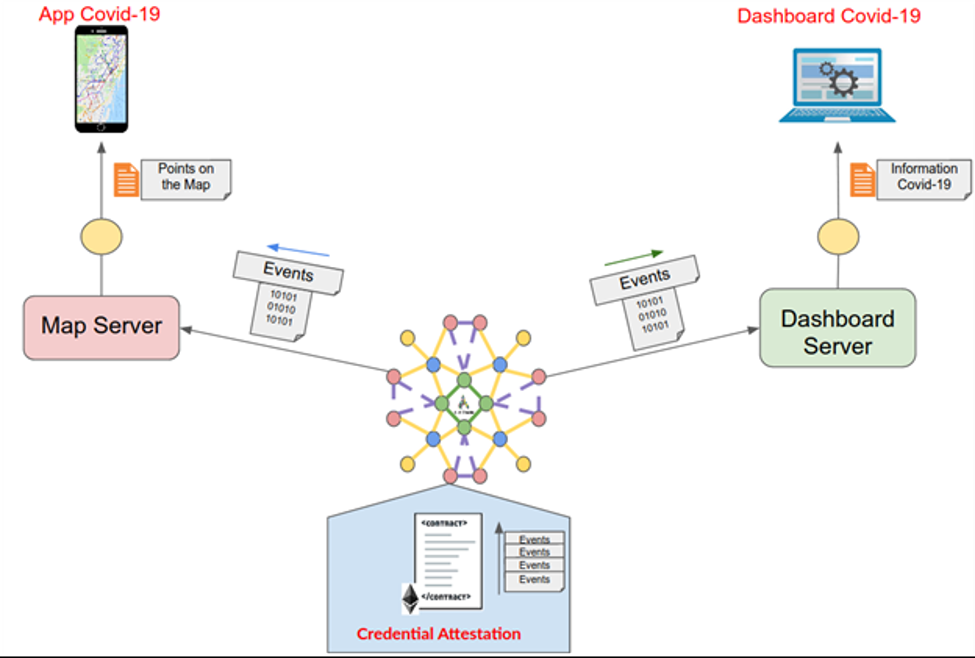 App Covid-19
Dashboard Covid-19
Points on
the Map
Information
Covid-19
Events
10101
01010
10101
Events
10101
01010
10101
Map Server
Dashboard
Server
<CONTRACT>
</CONTRACT>
Events
Events
Events
Events
Credential Attestation